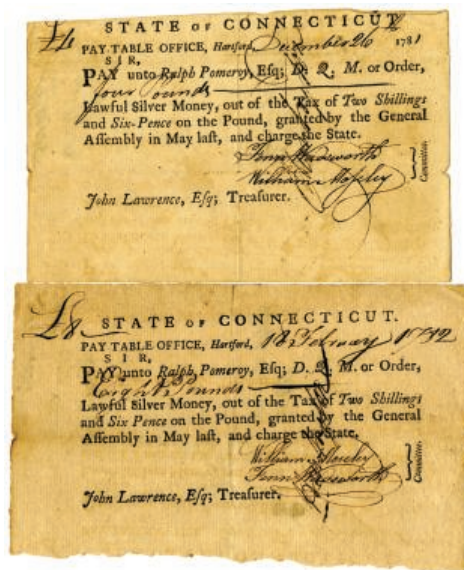 £4 STATE OF CONNECTICUT
PAY TABLE OFFICE, Hartford, December 26th 1781
SIR,
PAY unto Ralph Pomeroy, Esq; D. Q. M. or Order,
four Pounds
Lawful Silver Money, out of the Tax of Two Shillings
and Six-Pence on the Pound, granted by the General
Assembly in May last, and charge the State.
Fenn Wadsworth
William Moseley
Committee.
John Lawrence, Esq; Treasurer.
£8 STATE OF CONNECTICUT.
PAY TABLE OFFICE, Hartford, 18 February 1782
SIR,
PAY unto Ralph Pomeroy, Esq; D. Q. M. or Order,
Eight Pounds
Lawful Silver Money, out of the Tax of Two Shillings
and Six Pence on the Pound, granted by the General
Assembly in May last, and charge the State.
William Moseley
Fenn Wadsworth
Committee.
John Lawrence, Esq; Treasurer.